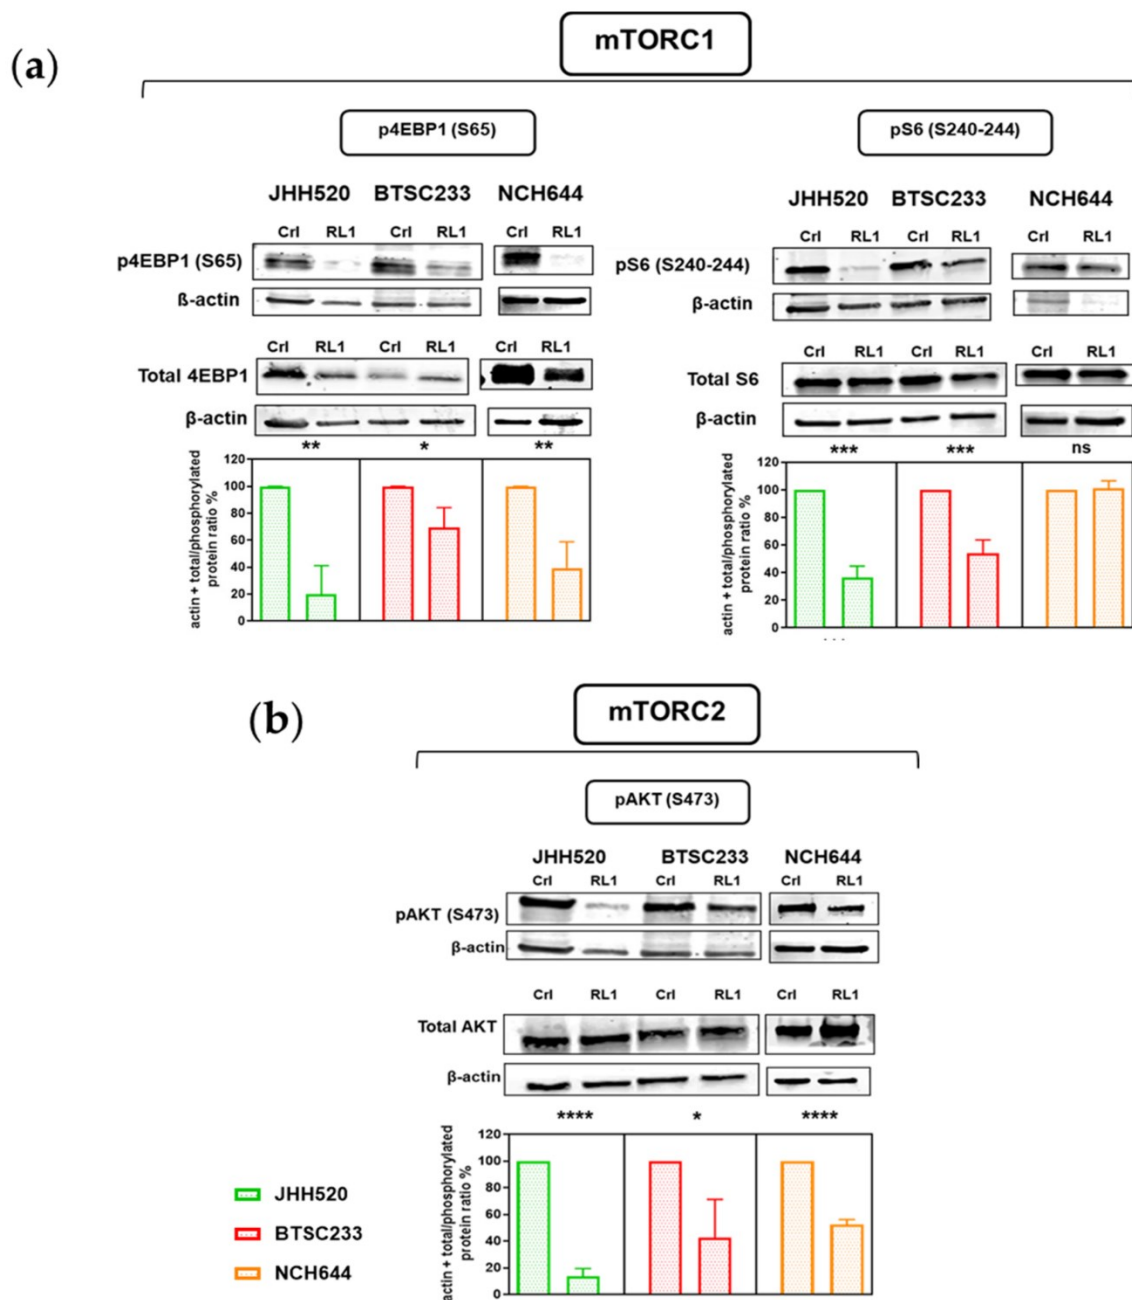 (a)
mTORC1
p4EBP1 (S65)
JHH520 BTSC233 NCH644
Crl RL1 Crl RL1 Crl RL1
p4EBP1 (S65)
ß-actin
Crl RL1 Crl RL1 Crl RL1
Total 4EBP1
β-actin
** * **
actin + total/phosphorylated
protein ratio %
120
100
80
60
40
20
0
pS6 (S240-244)
JHH520 BTSC233 NCH644
Crl RL1 Crl RL1 Crl RL1
pS6 (S240-244)
β-actin
Crl RL1 Crl RL1 Crl RL1
Total S6
β-actin
*** *** ns
actin + total/phosphorylated
protein ratio %
120
100
80
60
40
20
0
(b)
mTORC2
pAKT (S473)
JHH520 BTSC233 NCH644
Crl RL1 Crl RL1 Crl RL1
pAKT (S473)
β-actin
Crl RL1 Crl RL1 Crl RL1
Total AKT
β-actin
**** * ****
actin + total/phosphorylated
protein ratio %
120
100
80
60
40
20
0
JHH520
BTSC233
NCH644